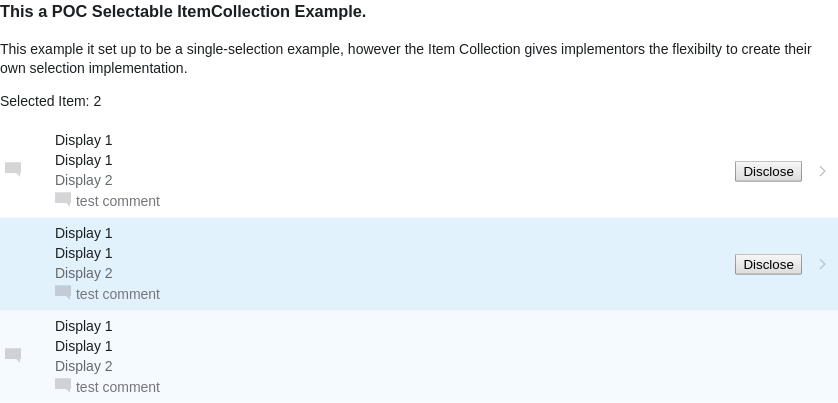 This a POC Selectable ItemCollection Example.
This example it set up to be a single-selection example, however the Item Collection gives implementors the flexibilty to create their
own selection implementation.
Selected Item: 2
Display 1
Display 1
Display 2
test comment
Disclose
Display 1
Display 1
Display 2
test comment
Disclose
Display 1
Display 1
Display 2
test comment